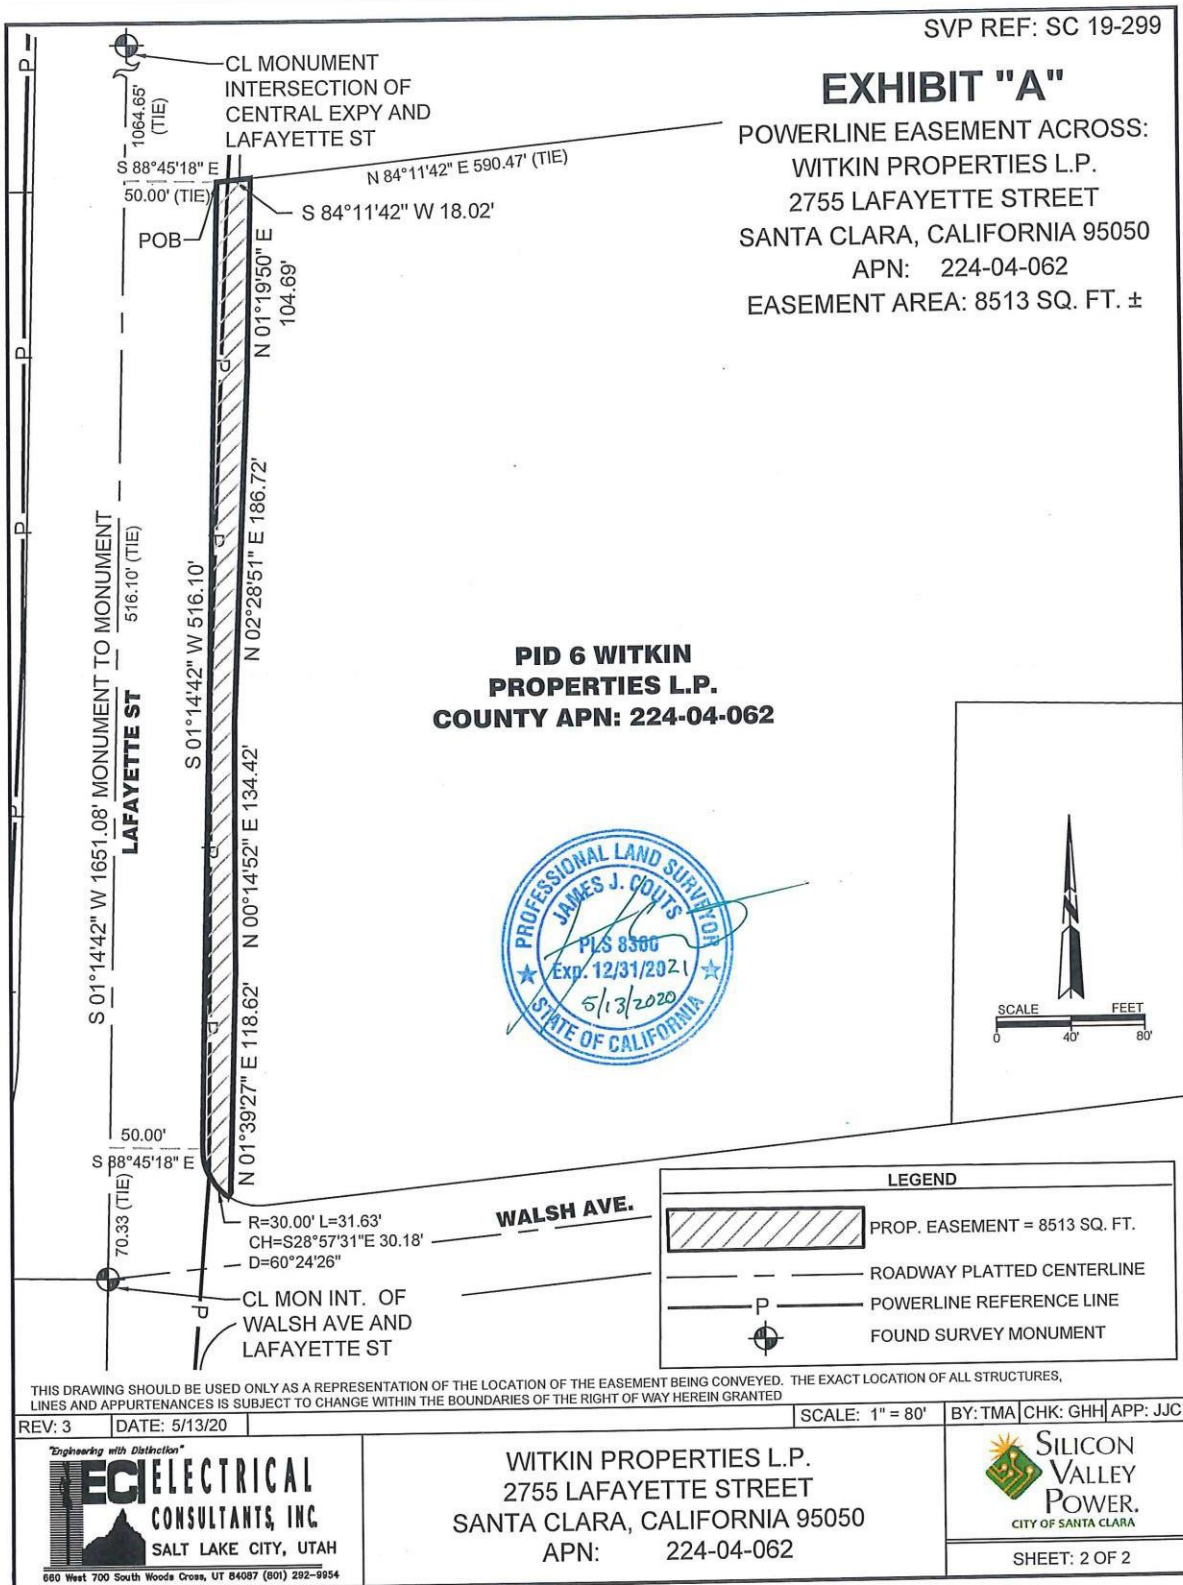 SVP REF: SC 19-299
EXHIBIT "A"
POWERLINE EASEMENT ACROSS:
WITKIN PROPERTIES L.P.
2755 LAFAYETTE STREET
SANTA CLARA, CALIFORNIA 95050
APN: 224-04-062
EASEMENT AREA: 8513 SQ. FT. ±
CL MONUMENT
INTERSECTION OF
CENTRAL EXPY AND
LAFAYETTE ST
1064.65'
(TIE)
S 88°45'18" E
50.00' (TIE)
N 84°11'42" E 590.47' (TIE)
S 84°11'42" W 18.02'
POB
N 01°19'50" E
104.69'
N 02°28'51" E 186.72'
N 00°14'52" E 134.42'
N 01°39'27" E 118.62'
S 01°14'42" W 516.10'
S 01°14'42" W 1651.08' MONUMENT TO MONUMENT
516.10' (TIE)
LAFAYETTE ST
P
P
P
P
P
P
P
P
P
PID 6 WITKIN
PROPERTIES L.P.
COUNTY APN: 224-04-062
PROFESSIONAL LAND SURVEYOR
JAMES J. COUTS
PLS 8300
Exp. 12/31/2021
5/13/2020
STATE OF CALIFORNIA
N
SCALE FEET
0 40' 80'
50.00'
S 88°45'18" E
70.33 (TIE)
R=30.00' L=31.63'
CH=S28°57'31"E 30.18'
D=60°24'26"
WALSH AVE.
CL MON INT. OF
WALSH AVE AND
LAFAYETTE ST
LEGEND
PROP. EASEMENT = 8513 SQ. FT.
ROADWAY PLATTED CENTERLINE
P POWERLINE REFERENCE LINE
FOUND SURVEY MONUMENT
THIS DRAWING SHOULD BE USED ONLY AS A REPRESENTATION OF THE LOCATION OF THE EASEMENT BEING CONVEYED. THE EXACT LOCATION OF ALL STRUCTURES,
LINES AND APPURTENANCES IS SUBJECT TO CHANGE WITHIN THE BOUNDARIES OF THE RIGHT OF WAY HEREIN GRANTED
REV: 3 DATE: 5/13/20 SCALE: 1" = 80' BY: TMA CHK: GHH APP: JJC
"Engineering with Distinction"
ECI ELECTRICAL
CONSULTANTS, INC.
SALT LAKE CITY, UTAH
660 West 700 South Woods Cross, UT 84087 (801) 292-9954
WITKIN PROPERTIES L.P.
2755 LAFAYETTE STREET
SANTA CLARA, CALIFORNIA 95050
APN: 224-04-062
SILICON
VALLEY
POWER.
CITY OF SANTA CLARA
SHEET: 2 OF 2